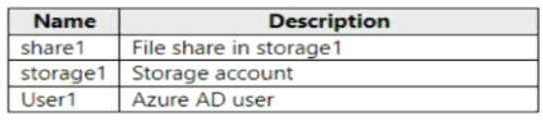 Name Description
share1 File share in storage1
storage1 Storage account
User1 Azure AD user